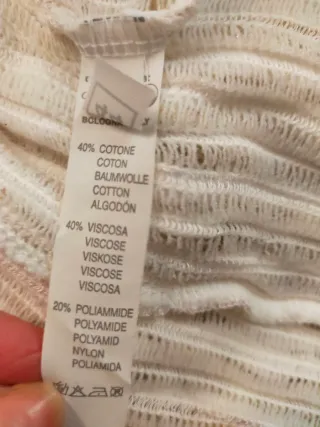 BOLOGNA
40% COTONE
COTON
BAUMWOLLE
COTTON
ALGODÓN
40% VISCOSA
VISCOSE
VISKOSE
VISCOSE
VISCOSA
20% POLIAMMIDE
POLYAMIDE
POLYAMID
NYLON
POLIAMIDA